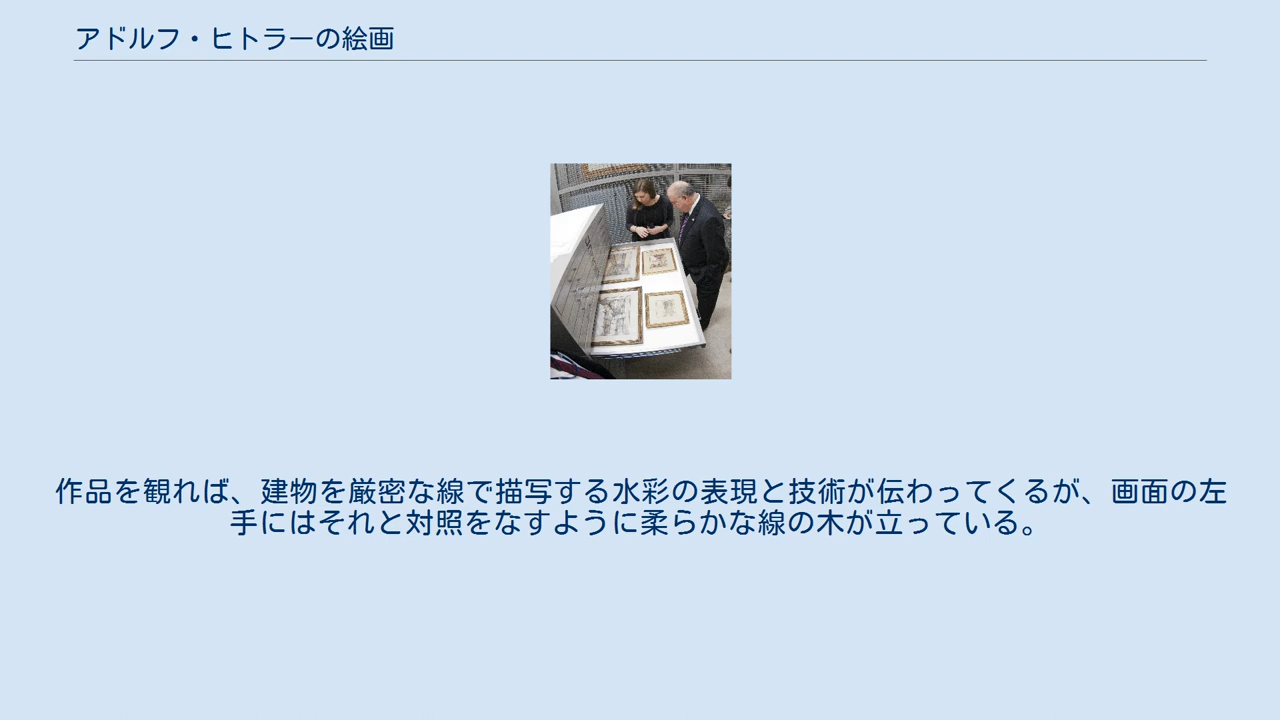 アドルフ・ヒトラーの絵画
作品を観れば、建物を厳密な線で描写する水彩の表現と技術が伝わってくるが、画面の左
手にはそれと対照をなすように柔らかな線の木が立っている。